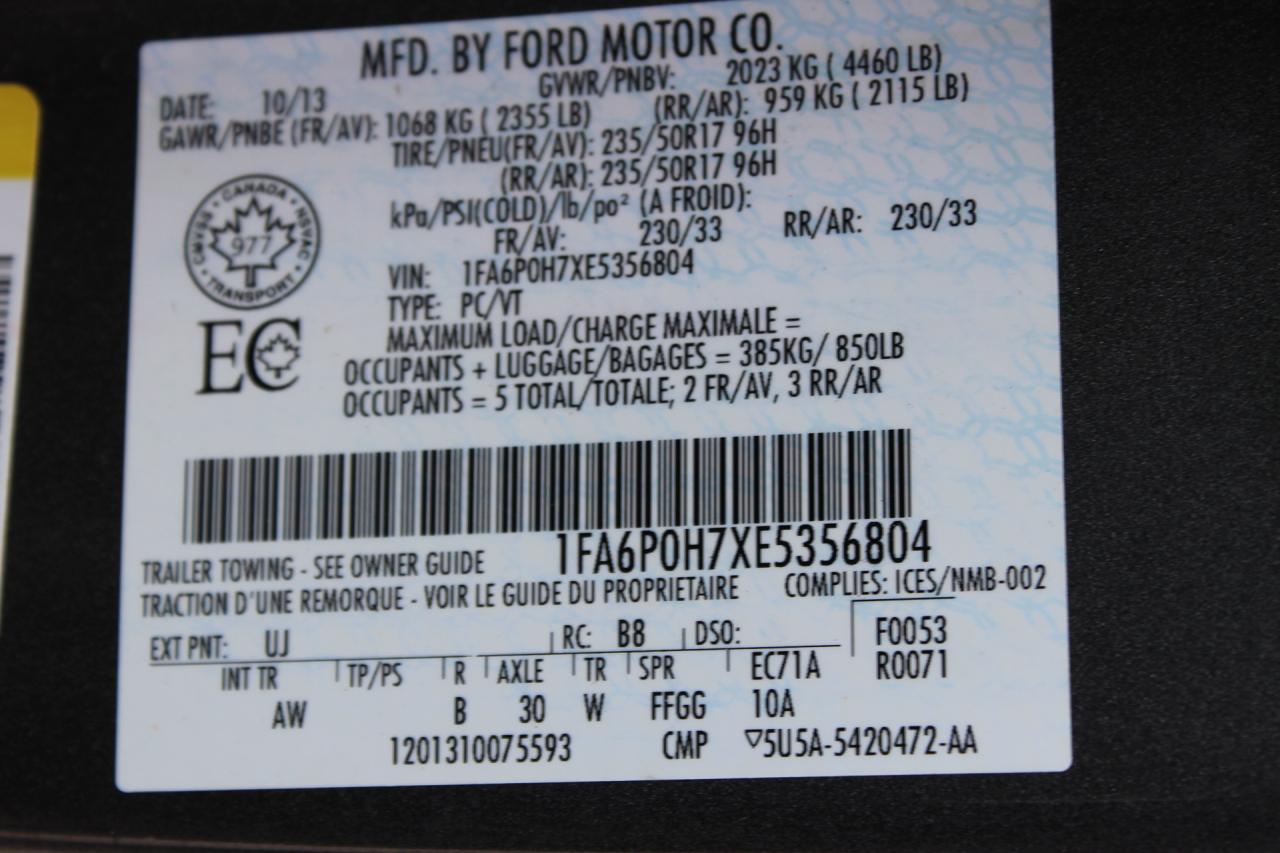 MFD. BY FORD MOTOR CO.
DATE: 10/13 GVWR/PNBV: 2023 KG ( 4460 LB)
GAWR/PNBE (FR/AV): 1068 KG ( 2355 LB) (RR/AR): 959 KG ( 2115 LB)
TIRE/PNEU(FR/AV): 235/50R17 96H
(RR/AR): 235/50R17 96H
kPa/PSI(COLD)/lb/po² (A FROID):
FR/AV: 230/33 RR/AR: 230/33
CANADA
CMVSS 977 NSVAC
TRANSPORT
VIN: 1FA6P0H7XE5356804
TYPE: PC/VT
EC
MAXIMUM LOAD/CHARGE MAXIMALE =
OCCUPANTS + LUGGAGE/BAGAGES = 385KG/ 850LB
OCCUPANTS = 5 TOTAL/TOTALE; 2 FR/AV, 3 RR/AR
1FA6P0H7XE5356804
TRAILER TOWING - SEE OWNER GUIDE
TRACTION D'UNE REMORQUE - VOIR LE GUIDE DU PROPRIETAIRE COMPLIES: ICES/NMB-002
EXT PNT: UJ RC: B8 DSO: F0053
INT TR TP/PS R AXLE TR SPR EC71A R0071
AW B 30 W FFGG 10A
1201310075593 CMP ▽5U5A-5420472-AA